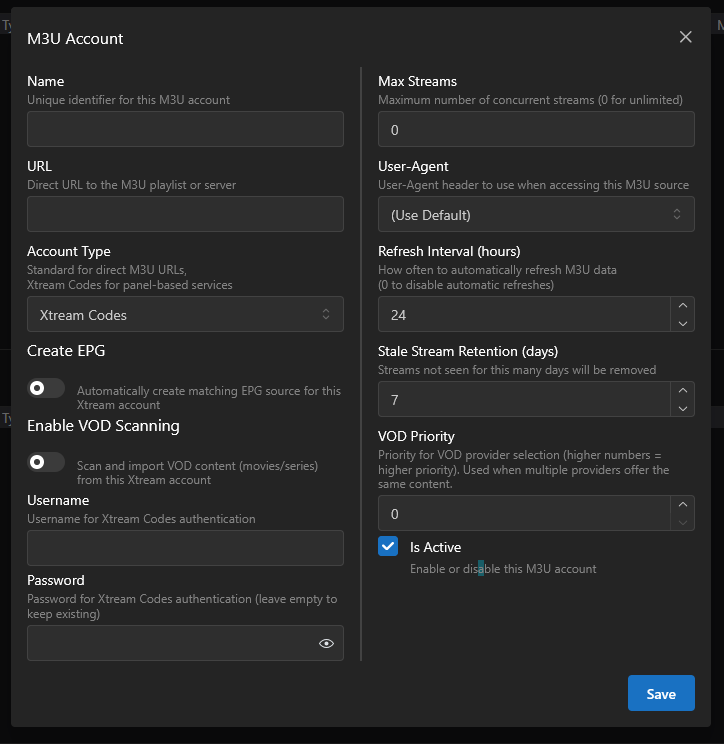 M3U Account
Name
Unique identifier for this M3U account
URL
Direct URL to the M3U playlist or server
Account Type
Standard for direct M3U URLs,
Xtream Codes for panel-based services
Xtream Codes
Create EPG
Automatically create matching EPG source for this
Xtream account
Enable VOD Scanning
Scan and import VOD content (movies/series)
from this Xtream account
Username
Username for Xtream Codes authentication
Password
Password for Xtream Codes authentication (leave empty to
keep existing)
Max Streams
Maximum number of concurrent streams (0 for unlimited)
0
User-Agent
User-Agent header to use when accessing this M3U source
(Use Default)
Refresh Interval (hours)
How often to automatically refresh M3U data
(0 to disable automatic refreshes)
24
Stale Stream Retention (days)
Streams not seen for this many days will be removed
7
VOD Priority
Priority for VOD provider selection (higher numbers =
higher priority). Used when multiple providers offer the
same content.
0
Is Active
Enable or disable this M3U account
Save